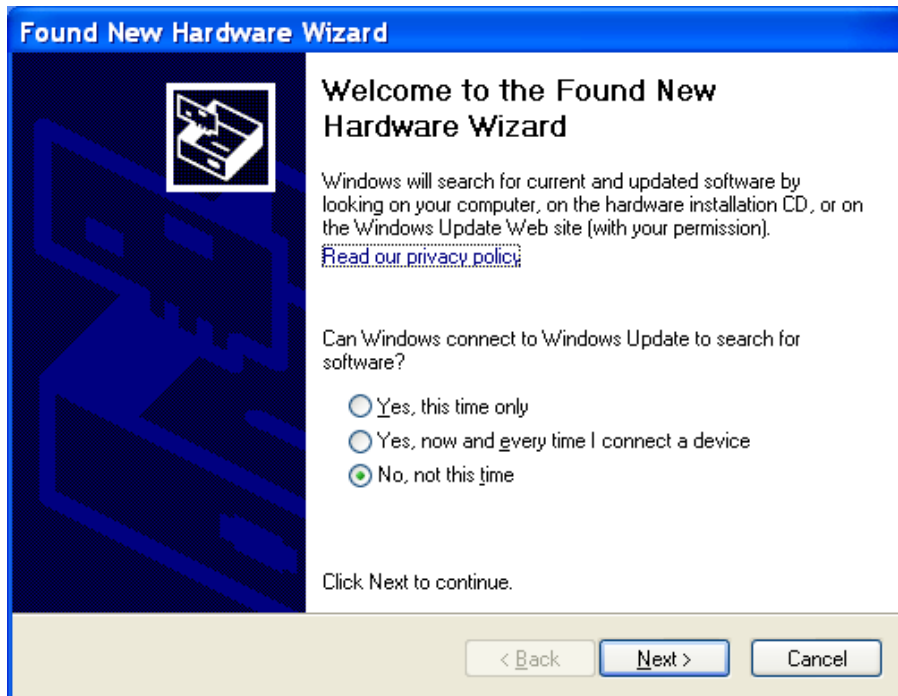 Found New Hardware Wizard
Welcome to the Found New
Hardware Wizard
Windows will search for current and updated software by
looking on your computer, on the hardware installation CD, or on
the Windows Update Web site (with your permission).
Read our privacy policy
Can Windows connect to Windows Update to search for
software?
Yes, this time only
Yes, now and every time I connect a device
No, not this time
Click Next to continue.
< Back
Next >
Cancel